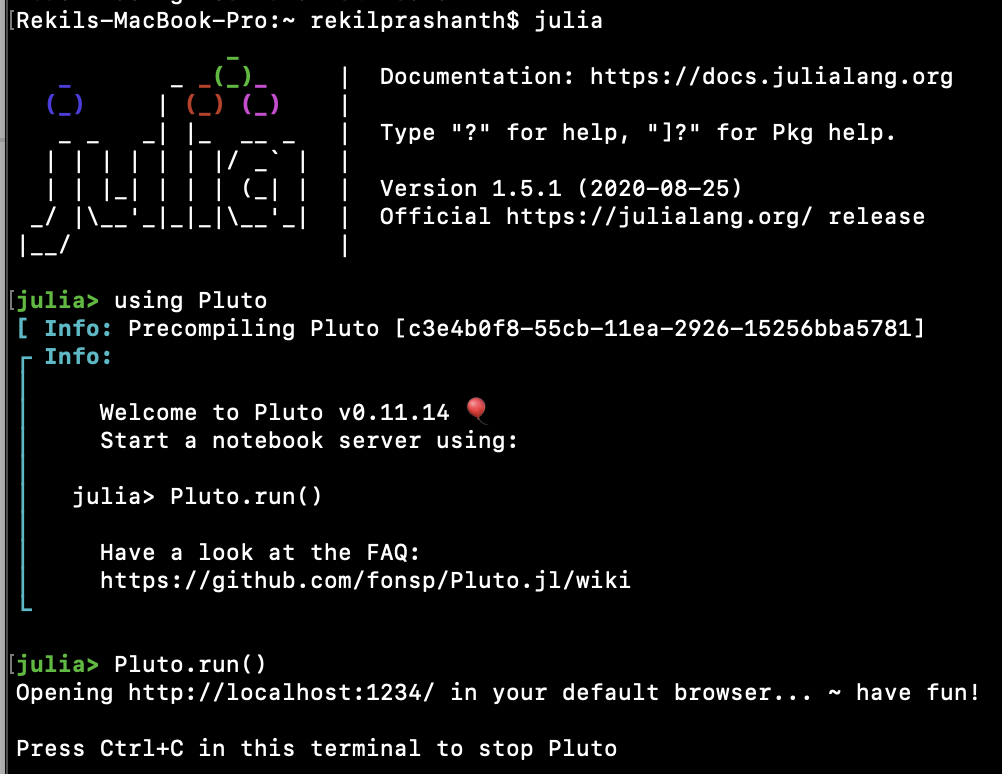 Rekils-MacBook-Pro:~ rekilprashanth$ julia
Documentation: https://docs.julialang.org
Type "?" for help, "]?" for Pkg help.
Version 1.5.1 (2020-08-25)
Official https://julialang.org/ release
julia> using Pluto
[ Info: Precompiling Pluto [c3e4b0f8-55cb-11ea-2926-15256bba5781]
┌ Info:
Welcome to Pluto v0.11.14 🎈
Start a notebook server using:
julia> Pluto.run()
Have a look at the FAQ:
https://github.com/fonsp/Pluto.jl/wiki
julia> Pluto.run()
Opening http://localhost:1234/ in your default browser... ~ have fun!
Press Ctrl+C in this terminal to stop Pluto